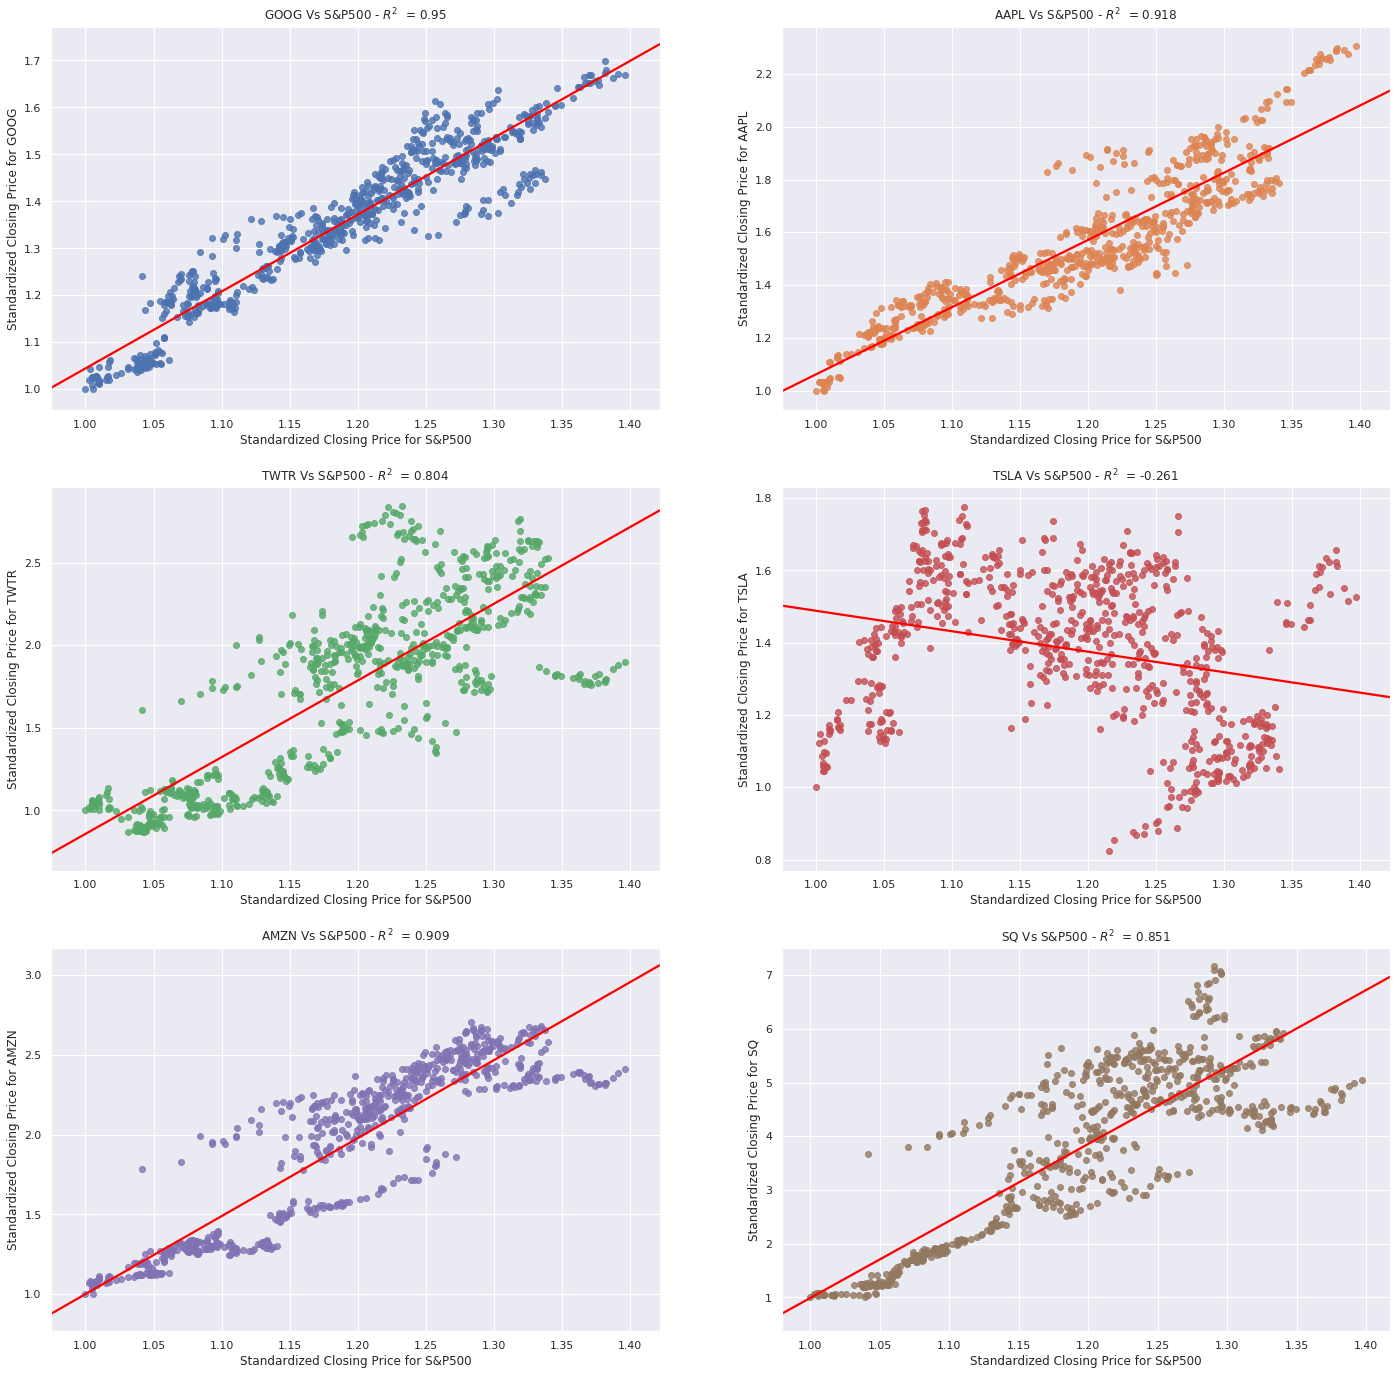 GOOG Vs S&P500 - R² = 0.95
Standardized Closing Price for GOOG
1.7
1.6
1.5
1.4
1.3
1.2
1.1
1.0
1.00 1.05 1.10 1.15 1.20 1.25 1.30 1.35 1.40
Standardized Closing Price for S&P500
AAPL Vs S&P500 - R² = 0.918
Standardized Closing Price for AAPL
2.2
2.0
1.8
1.6
1.4
1.2
1.0
1.00 1.05 1.10 1.15 1.20 1.25 1.30 1.35 1.40
Standardized Closing Price for S&P500
TWTR Vs S&P500 - R² = 0.804
Standardized Closing Price for TWTR
2.5
2.0
1.5
1.0
1.00 1.05 1.10 1.15 1.20 1.25 1.30 1.35 1.40
Standardized Closing Price for S&P500
TSLA Vs S&P500 - R² = -0.261
Standardized Closing Price for TSLA
1.8
1.6
1.4
1.2
1.0
0.8
1.00 1.05 1.10 1.15 1.20 1.25 1.30 1.35 1.40
Standardized Closing Price for S&P500
AMZN Vs S&P500 - R² = 0.909
Standardized Closing Price for AMZN
3.0
2.5
2.0
1.5
1.0
1.00 1.05 1.10 1.15 1.20 1.25 1.30 1.35 1.40
Standardized Closing Price for S&P500
SQ Vs S&P500 - R² = 0.851
Standardized Closing Price for SQ
7
6
5
4
3
2
1
1.00 1.05 1.10 1.15 1.20 1.25 1.30 1.35 1.40
Standardized Closing Price for S&P500